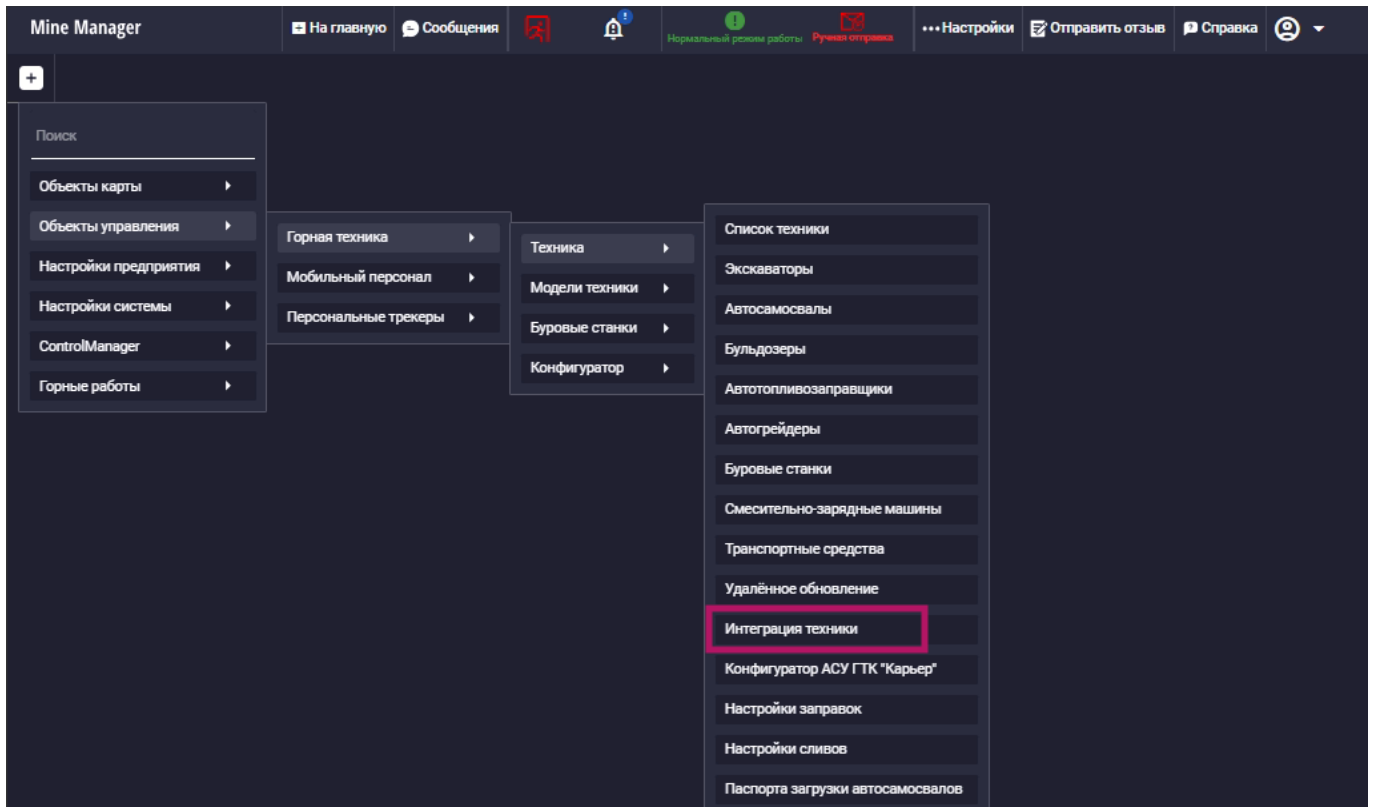 Mine Manager
На главную
Сообщения
Нормальный режим работы
Ручная отправка
Настройки
Отправить отзыв
Справка
Поиск
Объекты карты
Объекты управления
Настройки предприятия
Настройки системы
ControlManager
Горные работы
Горная техника
Мобильный персонал
Персональные трекеры
Техника
Модели техники
Буровые станки
Конфигуратор
Список техники
Экскаваторы
Автосамосвалы
Бульдозеры
Автотопливозаправщики
Автогрейдеры
Буровые станки
Смесительно-зарядные машины
Транспортные средства
Удалённое обновление
Интеграция техники
Конфигуратор АСУ ГТК "Карьер"
Настройки заправок
Настройки сливов
Паспорта загрузки автосамосвалов